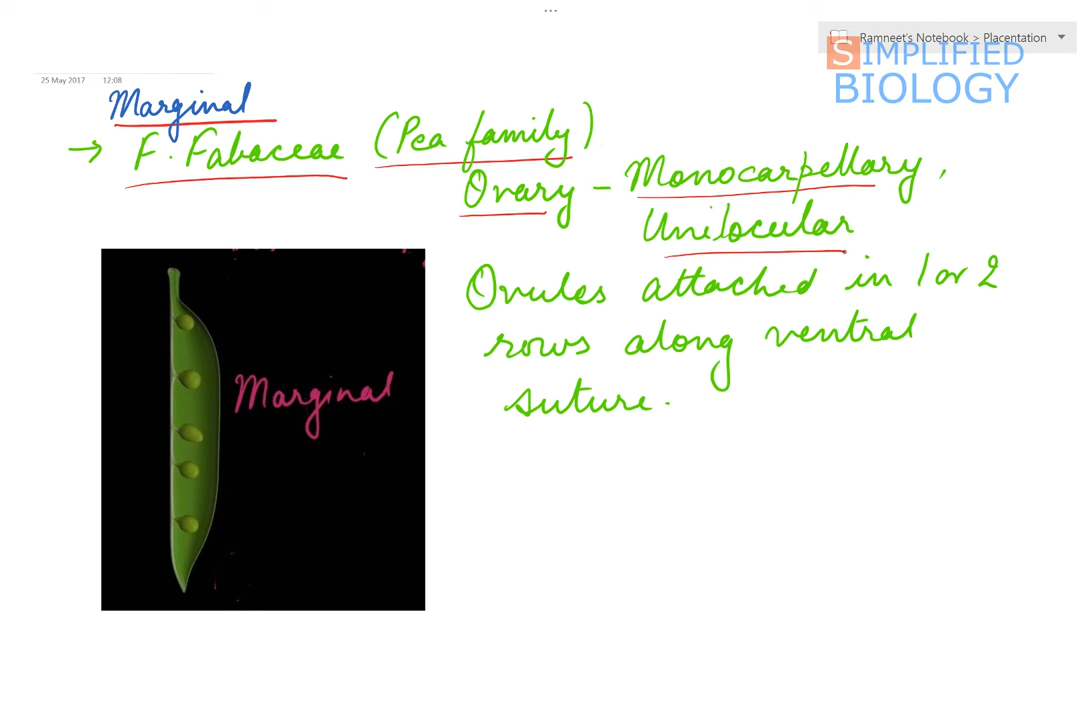 ...
Ramneet's Notebook > Placentation
SIMPLIFIED
BIOLOGY
25 May 2017 12:08
Marginal
→ F. Fabaceae (Pea family)
Ovary - Monocarpellary,
Unilocular
Ovules attached in 1 or 2
rows along ventral
suture.
Marginal